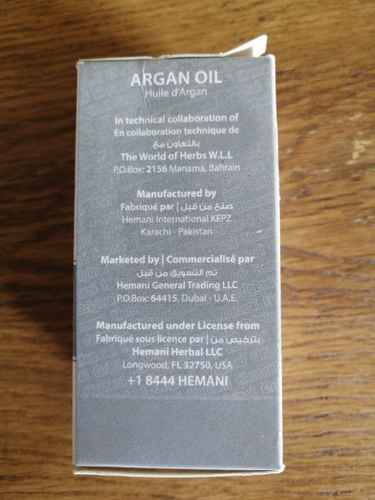 ARGAN OIL
Huile d'Argan
In technical collaboration of
En collaboration technique de
بالتعاون مع
The World of Herbs W.L.L
P.O.Box: 2156 Manama, Bahrain
Manufactured by
Fabriqué par | صنع من قبل
Hemani International KEPZ
Karachi - Pakistan
Marketed by | Commercialisé par
تم التسويق من قبل
Hemani General Trading LLC
P.O.Box: 64415, Dubai - U.A.E.
Manufactured under License from
Fabriqué sous licence par | بترخيص من
Hemani Herbal LLC
Longwood, FL 32750, USA
+1 8444 HEMANI